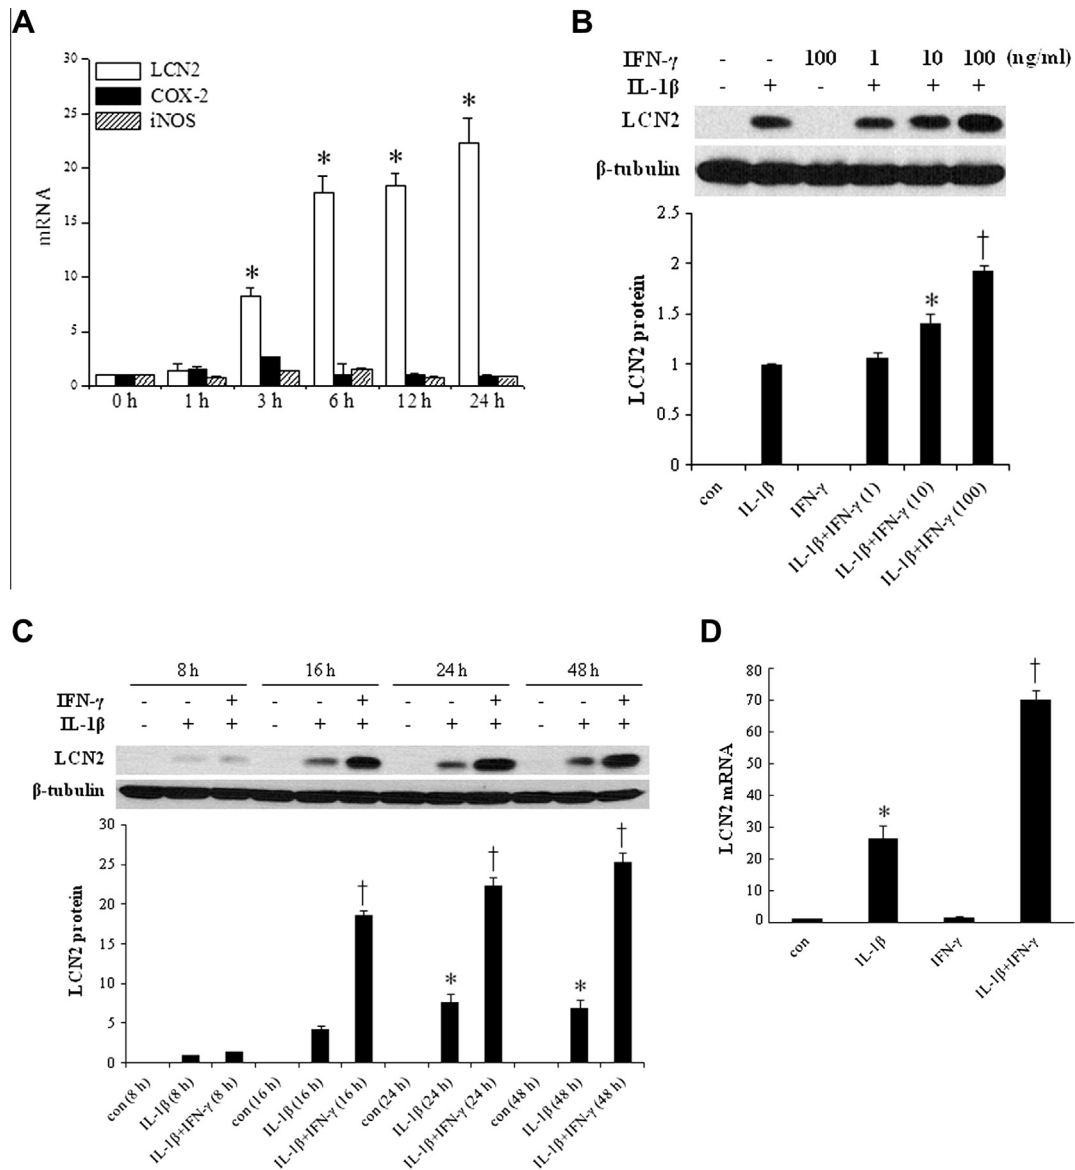 A
30
25
20
15
10
5
0
mRNA
LCN2
COX-2
iNOS
*
*
*
*
0 h 1 h 3 h 6 h 12 h 24 h
B
IFN-γ - - 100 1 10 100 (ng/ml)
IL-1β - + - + + +
LCN2
β-tubulin
2.5
2
1.5
1
0.5
0
LCN2 protein
*
†
con
IL-1β
IFN-γ
IL-1β+IFN-γ (1)
IL-1β+IFN-γ (10)
IL-1β+IFN-γ (100)
C
8 h 16 h 24 h 48 h
IFN-γ - - + - - + - - + - - +
IL-1β - + + - + + - + + - + +
LCN2
β-tubulin
30
25
20
15
10
5
0
LCN2 protein
†
*
†
*
†
con (8 h)
IL-1β (8 h)
IL-1β+IFN-γ (8 h)
con (16 h)
IL-1β (16 h)
IL-1β+IFN-γ (16 h)
con (24 h)
IL-1β (24 h)
IL-1β+IFN-γ (24 h)
con (48 h)
IL-1β (48 h)
IL-1β+IFN-γ (48 h)
D
80
70
60
50
40
30
20
10
0
LCN2 mRNA
*
†
con
IL-1β
IFN-γ
IL-1β+IFN-γ